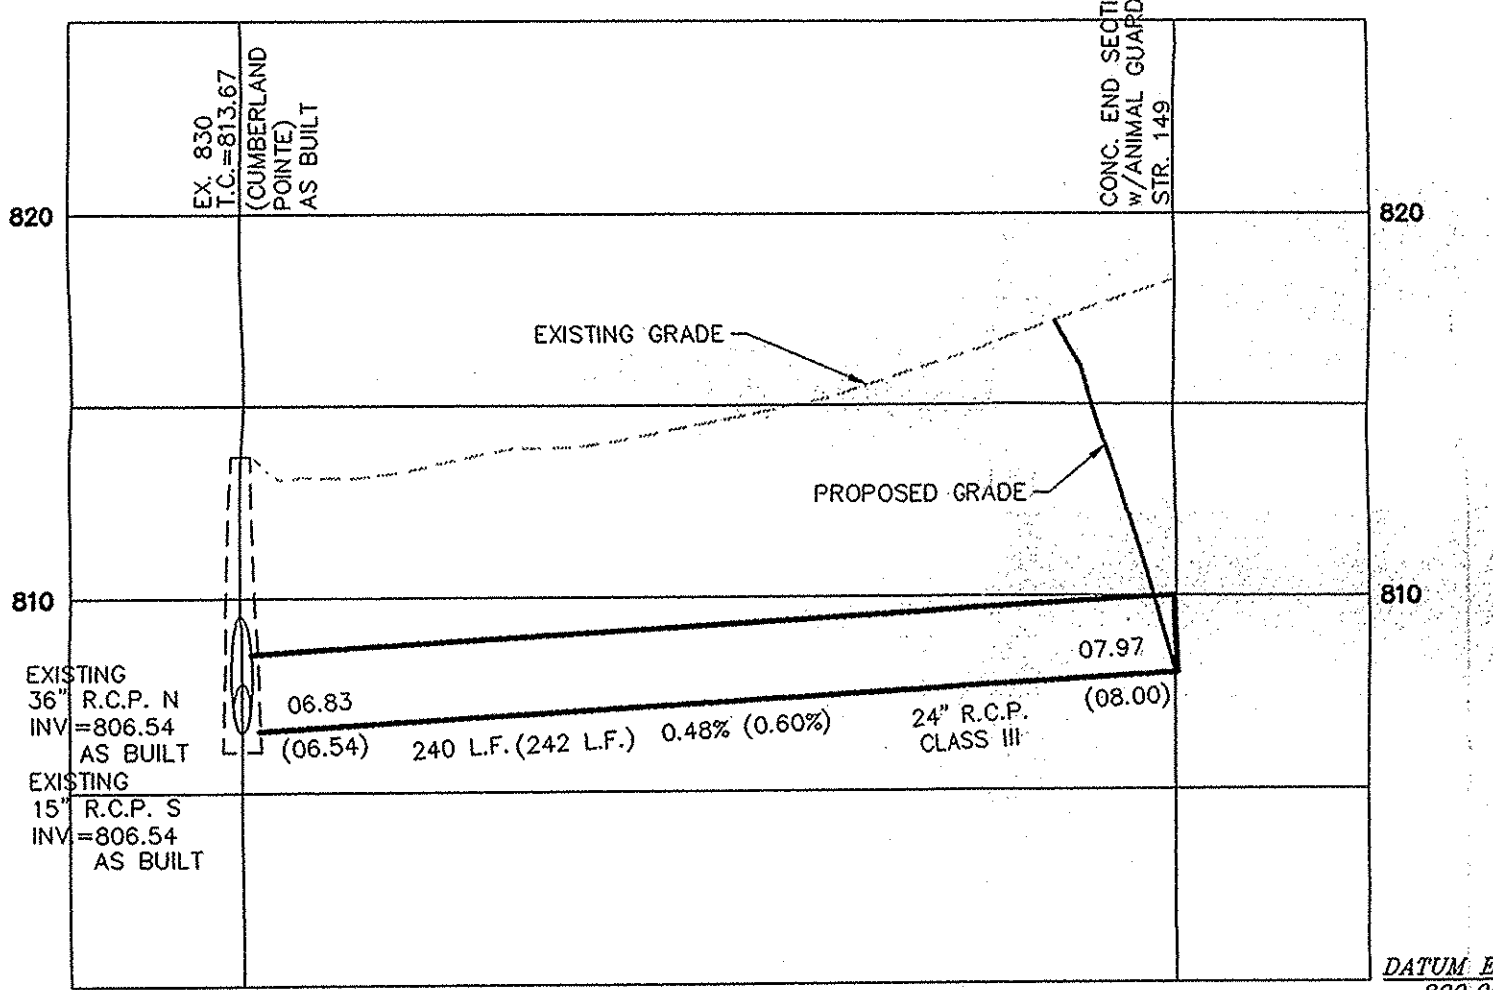 EX. 830
T.C.=813.67
(CUMBERLAND
POINTE)
AS BUILT
CONC. END
w/ANIMAL GUARD
STR. 149
820
820
EXISTING GRADE
PROPOSED GRADE
810
810
EXISTING
36" R.C.P. N
INV.=806.54
AS BUILT
EXISTING
15" R.C.P. S
INV.=806.54
AS BUILT
06.83
(06.54)
240 L.F. (242 L.F.)
0.48% (0.60%)
24" R.C.P.
CLASS III
07.97
(08.00)
DATUM